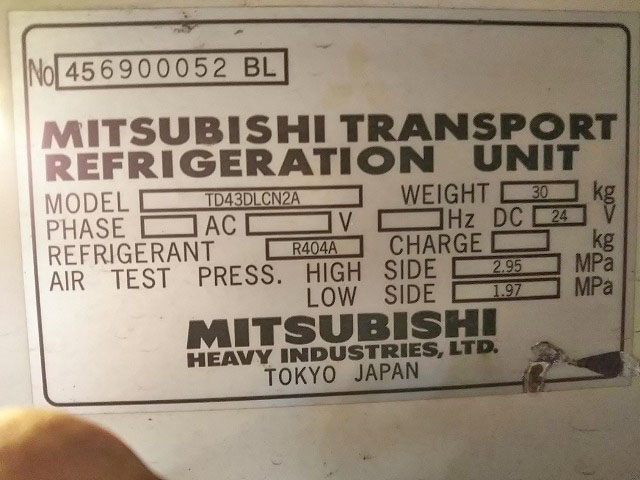 No 456900052 BL
MITSUBISHI TRANSPORT
REFRIGERATION UNIT
MODEL TD43DLCN2A WEIGHT 30 kg
PHASE AC V Hz DC 24 V
REFRIGERANT R404A CHARGE kg
AIR TEST PRESS. HIGH SIDE 2.95 MPa
LOW SIDE 1.97 MPa
MITSUBISHI
HEAVY INDUSTRIES, LTD.
TOKYO JAPAN